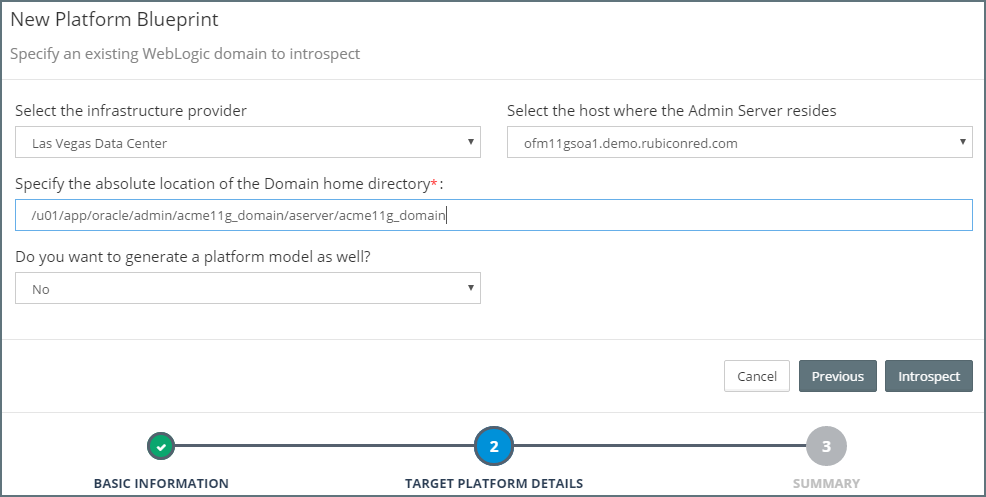 New Platform Blueprint
Specify an existing WebLogic domain to introspect
Select the infrastructure provider
Select the host where the Admin Server resides
Las Vegas Data Center
ofm11gsoa1.demo.rubiconred.com
Specify the absolute location of the Domain home directory*:
/u01/app/oracle/admin/acme11g_domain/aserver/acme11g_domain
Do you want to generate a platform model as well?
No
Cancel
Previous
Introspect
2
3
BASIC INFORMATION
TARGET PLATFORM DETAILS
SUMMARY